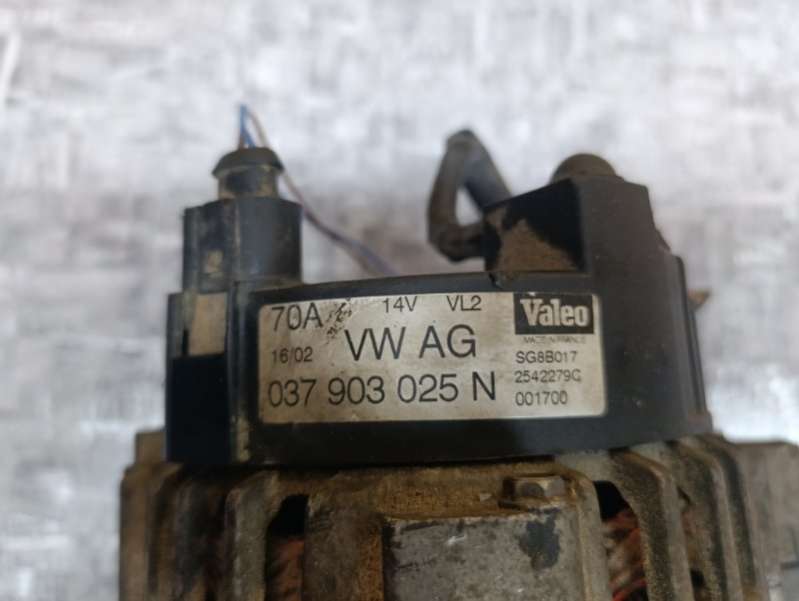 70A 14V VL2 Valeo
MADE IN FRANCE
16/02 VW AG SG8B017
037 903 025 N 2542279C
001700